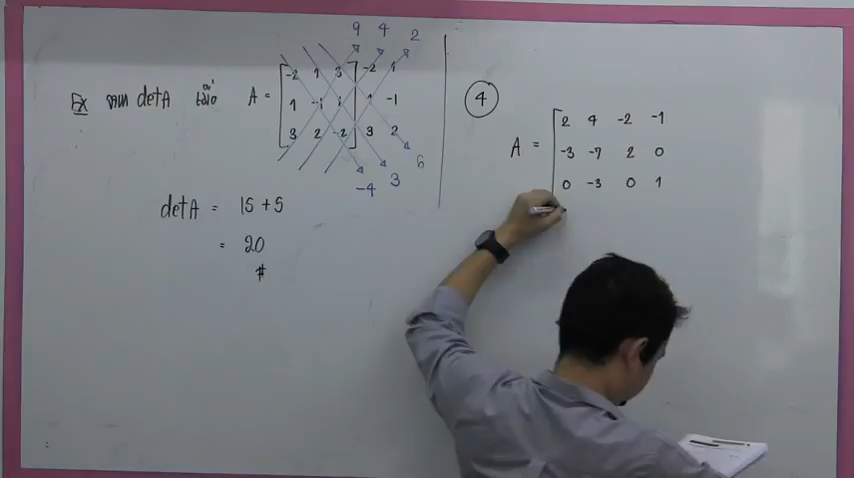 9 4 2
Ex จงหา detA เมื่อ A = [-2 1 3] -2 1
1 -1 1 1 -1
3 2 -2 3 2
-4 3 6
detA = 15 + 5
= 20
#
4
A = 2 4 -2 -1
-3 -7 2 0
0 -3 0 1